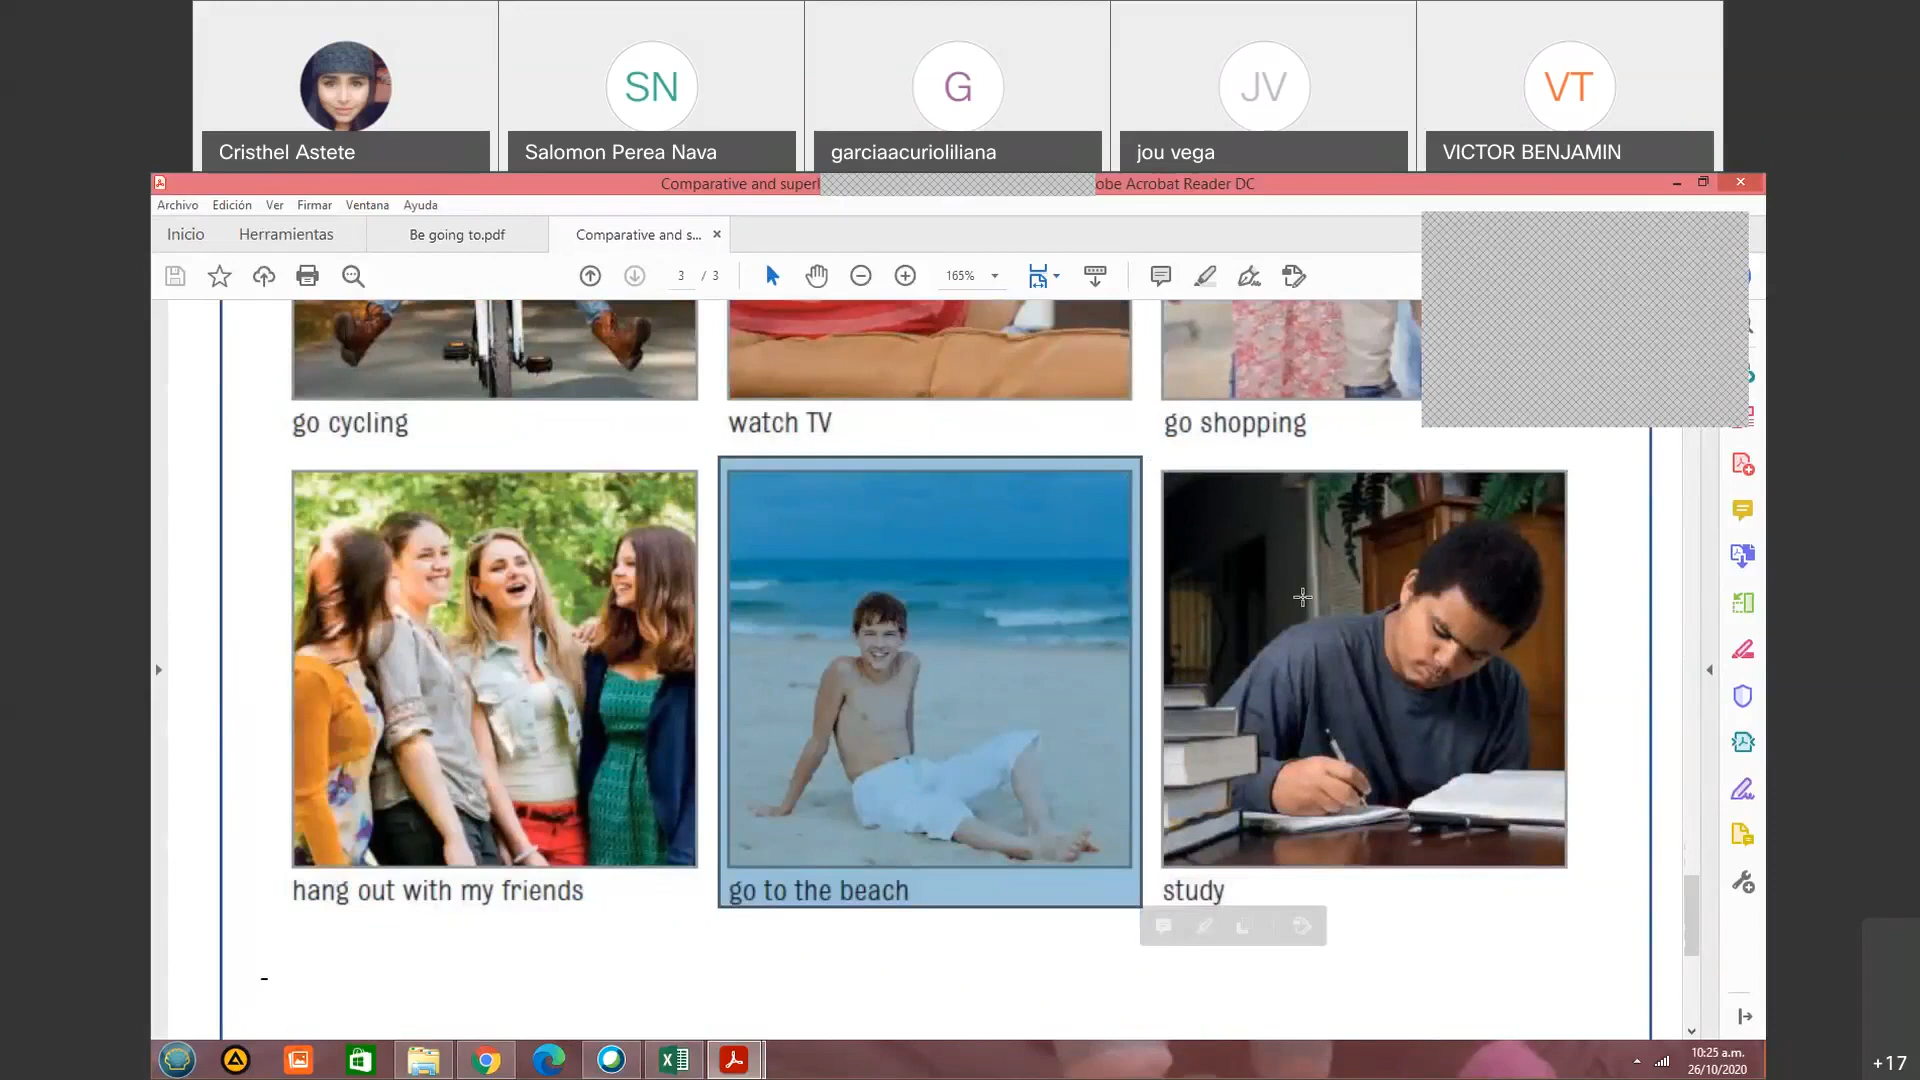 SN
G
JV
VT
Cristhel Astete
Salomon Perea Nava
garciaacurioliliana
jou vega
VICTOR BENJAMIN
Comparative and superl
obe Acrobat Reader DC
Archivo Edición Ver Firmar Ventana Ayuda
Inicio Herramientas Be going to.pdf Comparative and s... ×
3 / 3 165%
go cycling
watch TV
go shopping
hang out with my friends
go to the beach
study
-
10:25 a.m.
26/10/2020
+17